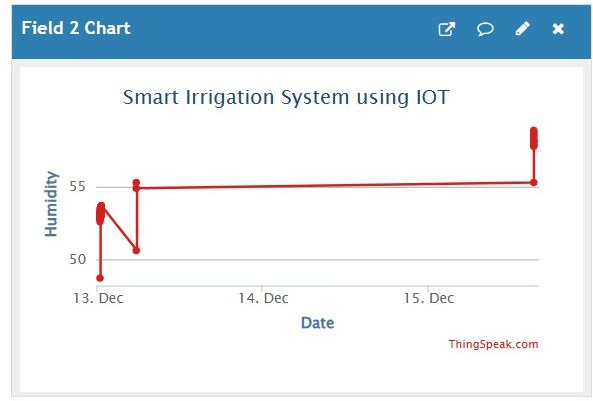 Field 2 Chart
Smart Irrigation System using IOT
Humidity
55
50
13. Dec
14. Dec
15. Dec
Date
ThingSpeak.com